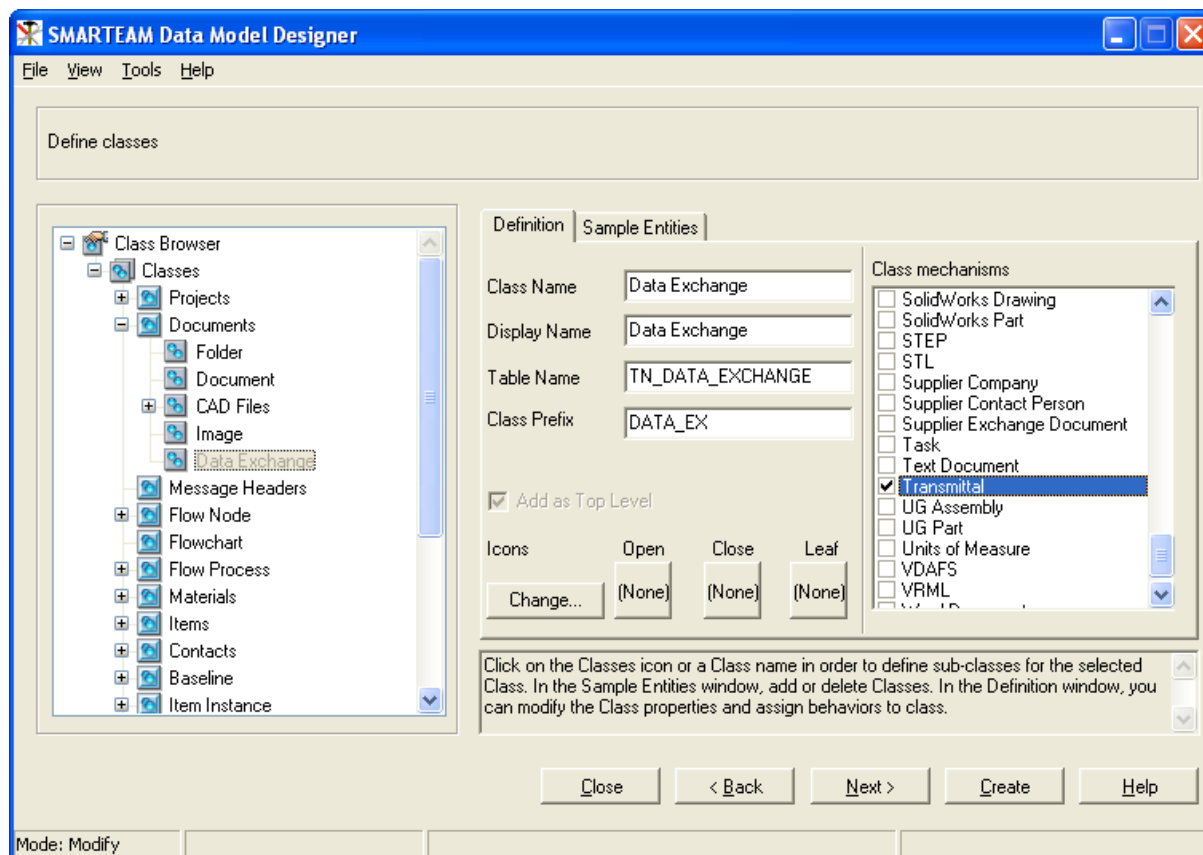 SMARTEAM Data Model Designer
File View Tools Help
Define classes
Class Browser
Classes
Projects
Documents
Folder
Document
CAD Files
Image
Data Exchange
Message Headers
Flow Node
Flowchart
Flow Process
Materials
Items
Contacts
Baseline
Item Instance
Definition Sample Entities
Class Name Data Exchange
Display Name Data Exchange
Table Name TN_DATA_EXCHANGE
Class Prefix DATA_EX
Add as Top Level
Icons Open Close Leaf
Change... (None) (None) (None)
Class mechanisms
SolidWorks Drawing
SolidWorks Part
STEP
STL
Supplier Company
Supplier Contact Person
Supplier Exchange Document
Task
Text Document
Transmittal
UG Assembly
UG Part
Units of Measure
VDAFS
VRML
Click on the Classes icon or a Class name in order to define sub-classes for the selected
Class. In the Sample Entities window, add or delete Classes. In the Definition window, you
can modify the Class properties and assign behaviors to class.
Close < Back Next > Create Help
Mode: Modify